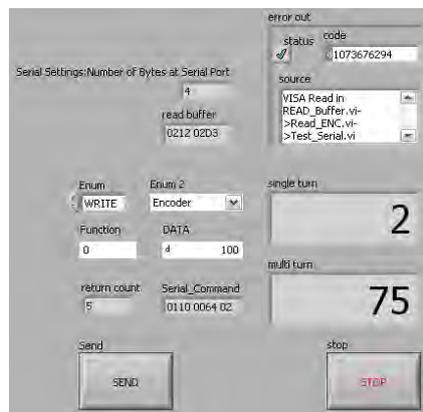 error out
status code
1073676294
source
VISA Read in
READ_Buffer.vi-
>Read_ENC.vi-
>Test_Serial.vi
Serial Settings:Number of Bytes at Serial Port
4
read buffer
0212 02D3
Enum Enum 2
WRITE Encoder
Function DATA
0 d 100
return count Serial_Command
5 0110 0064 02
Send
SEND
single turn
2
multi turn
75
stop
STOP